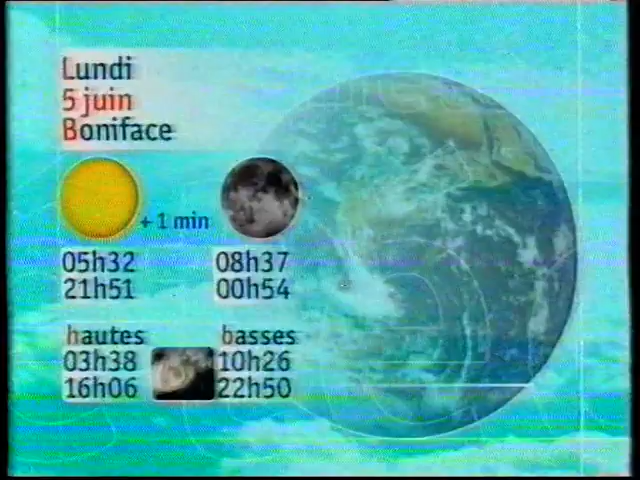 Lundi
5 juin
Boniface
+ 1 min
05h32
21h51
08h37
00h54
hautes
03h38
16h06
basses
10h26
22h50